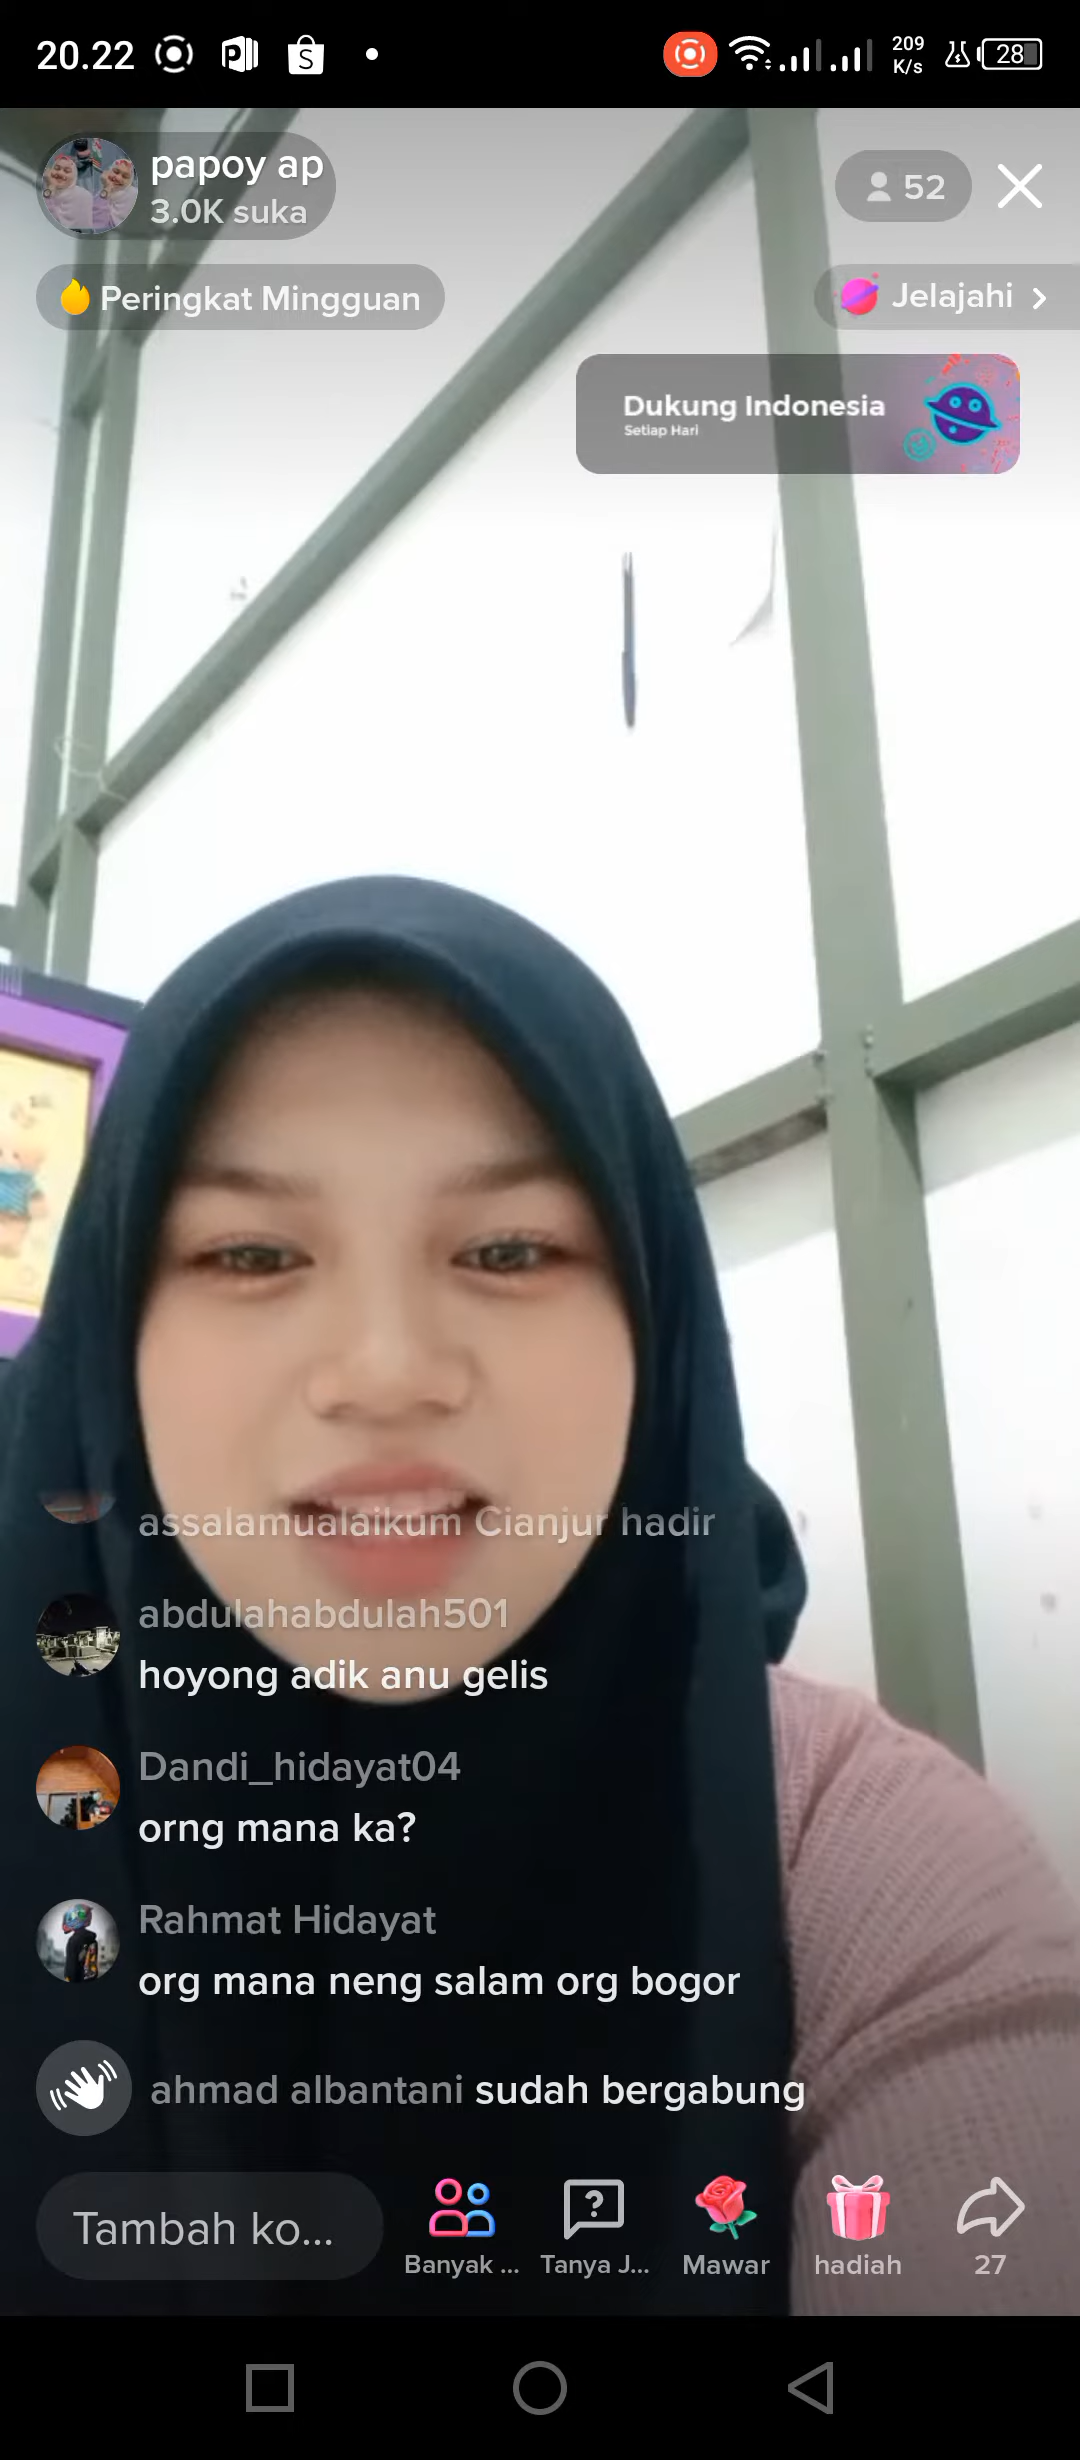 20.22
209
K/s
28
papoy ap
3.0K suka
52
Peringkat Mingguan
Jelajahi
Dukung Indonesia
Setiap Hari
assalamualaikum Cianjur hadir
abdulahabdulah501
hoyong adik anu gelis
Dandi_hidayat04
orng mana ka?
Rahmat Hidayat
org mana neng salam org bogor
ahmad albantani sudah bergabung
Tambah ko...
Banyak ...
Tanya J...
Mawar
hadiah
27